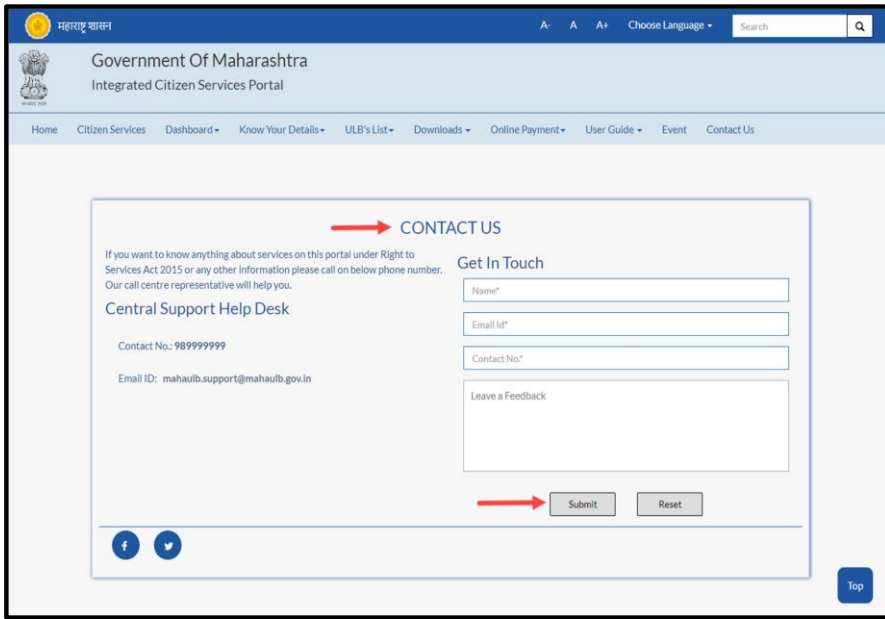 महाराष्ट्र शासन
A- A A+ Choose Language Search
Government Of Maharashtra
Integrated Citizen Services Portal
Home Citizen Services Dashboard Know Your Details ULB's List Downloads Online Payment User Guide Event Contact Us
CONTACT US
If you want to know anything about services on this portal under Right to
Services Act 2015 or any other information please call on below phone number.
Our call centre representative will help you.
Central Support Help Desk
Contact No.: 989999999
Email ID: mahaulb.support@mahaulb.gov.in
Get In Touch
Name*
Email Id*
Contact No.*
Leave a Feedback
Submit Reset
Top